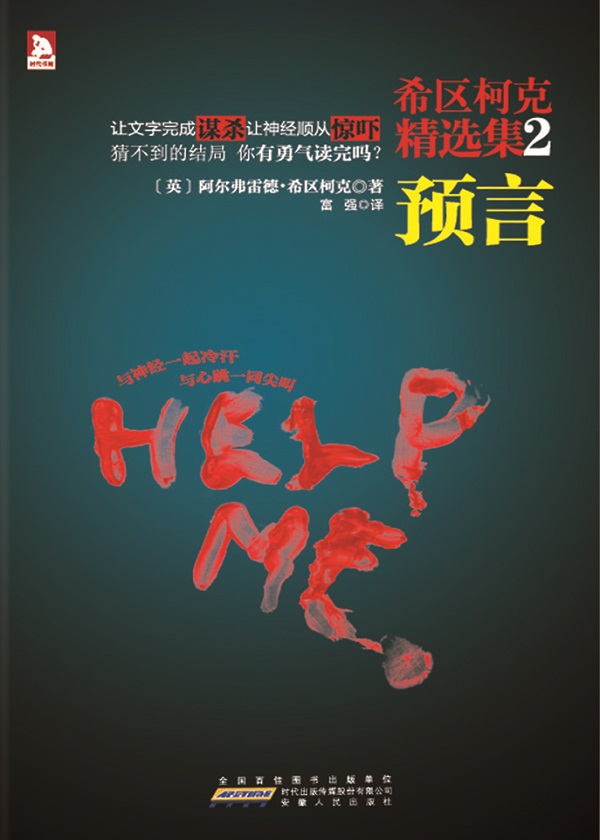 时代书局
希区柯克
精选集2
预言
让文字完成谋杀让神经顺从惊吓
猜不到的结局 你有勇气读完吗？
〔英〕阿尔弗雷德·希区柯克◎著
富 强◎译
与神经一起冷汗
与心跳一同尖叫
HELP
ME
全国百佳图书出版单位
时代出版传媒股份有限公司
安徽人民出版社